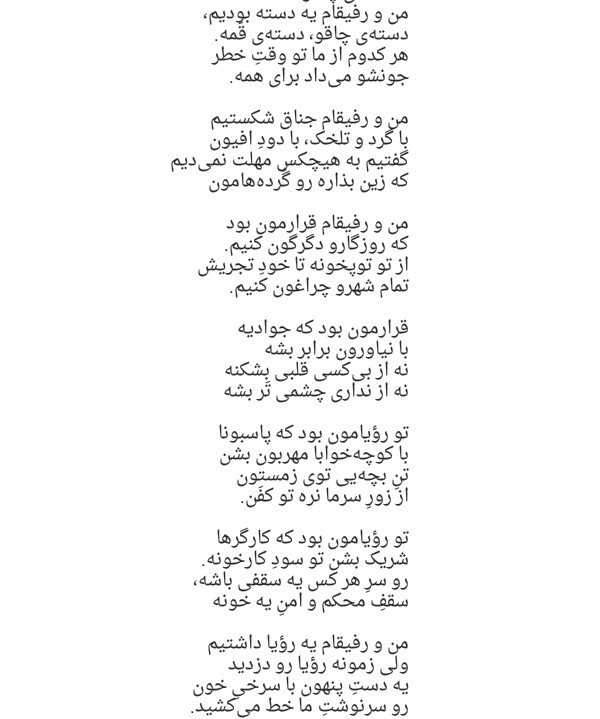 من و رفیقام یه دسته بودیم،
دسته‌ی چاقو، دسته‌ی قَمه.
هر کدوم از ما تو وقتِ خطر
جونشو می‌داد برای همه.
من و رفیقام جناق شکستیم
با گَرد و تلخک، با دودِ افیون
گفتیم به هیچکس مهلت نمی‌دیم
که زین بذاره رو گُرده‌هامون
من و رفیقام قرارمون بود
که روزگارو دگرگون کنیم.
از تو توپخونه تا خودِ تجریش
تمام شهرو چراغون کنیم.
قرارمون بود که جوادیه
با نیاورون برابر بشه
نه از بی‌کسی قلبی بِشکنه
نه از نداری چشمی تَر بشه
تو رؤیامون بود که پاسبونا
با کوچه‌خوابا مهربون بشن
تنِ بچه‌یی توی زمستون
از زورِ سرما نره تو کفَن.
تو رؤیامون بود که کارگرها
شریک بشن تو سودِ کارخونه.
رو سرِ هر کس یه سقفی باشه،
سقفِ محکم و امنِ یه خونه
من و رفیقام یه رؤیا داشتیم
ولی زمونه رؤیا رو دزدید
یه دستِ پنهون با سرخیِ خون
رو سرنوشتِ ما خط می‌کشید.